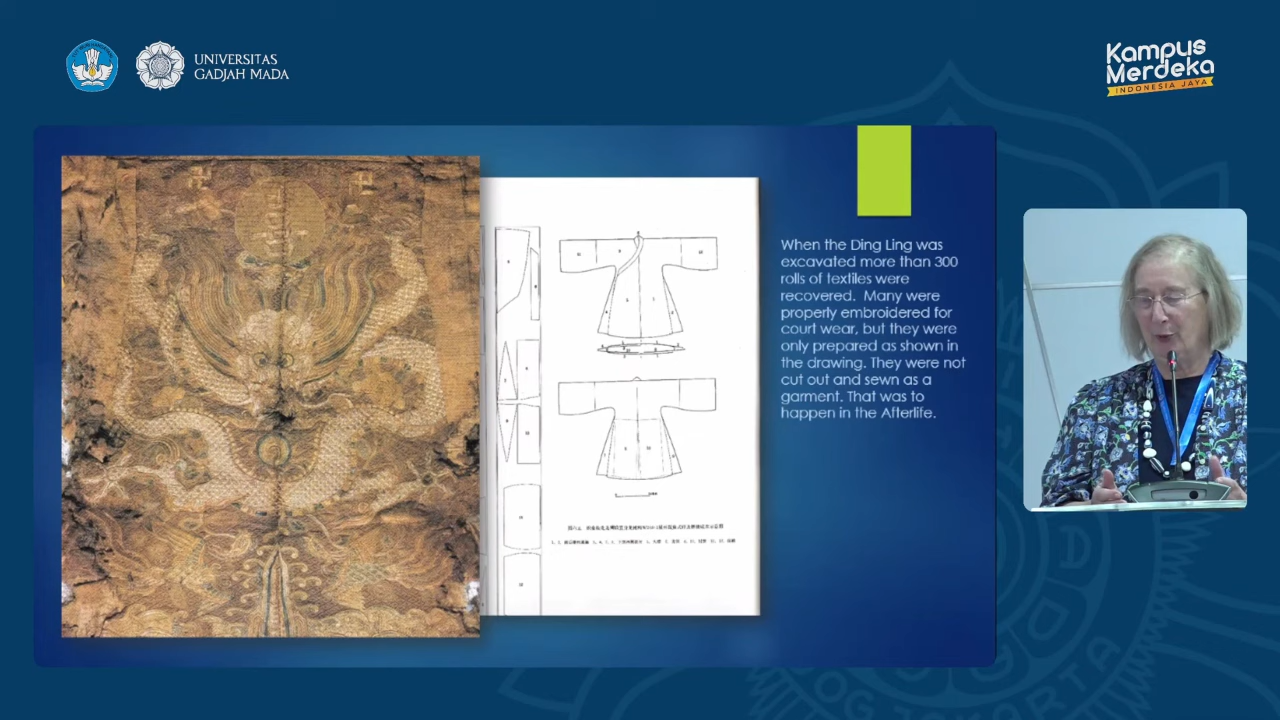 UNIVERSITAS
GADJAH MADA
Kampus
Merdeka
INDONESIA JAYA
When the Ding Ling was
excavated more than 300
rolls of textiles were
recovered.  Many were
properly embroidered for
court wear, but they were
only prepared as shown in
the drawing. They were not
cut out and sewn as a
garment. That was to
happen in the Afterlife.